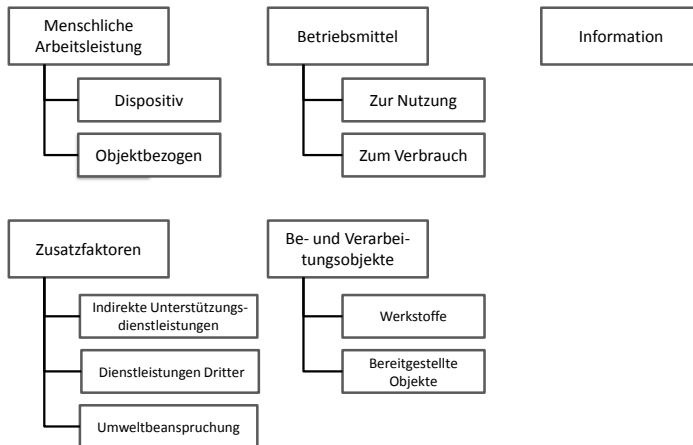 Menschliche
Arbeitsleistung
Dispositiv
Objektbezogen
Betriebsmittel
Zur Nutzung
Zum Verbrauch
Information
Zusatzfaktoren
Indirekte Unterstützungs-
dienstleistungen
Dienstleistungen Dritter
Umweltbeanspruchung
Be- und Verarbei-
tungsobjekte
Werkstoffe
Bereitgestellte
Objekte